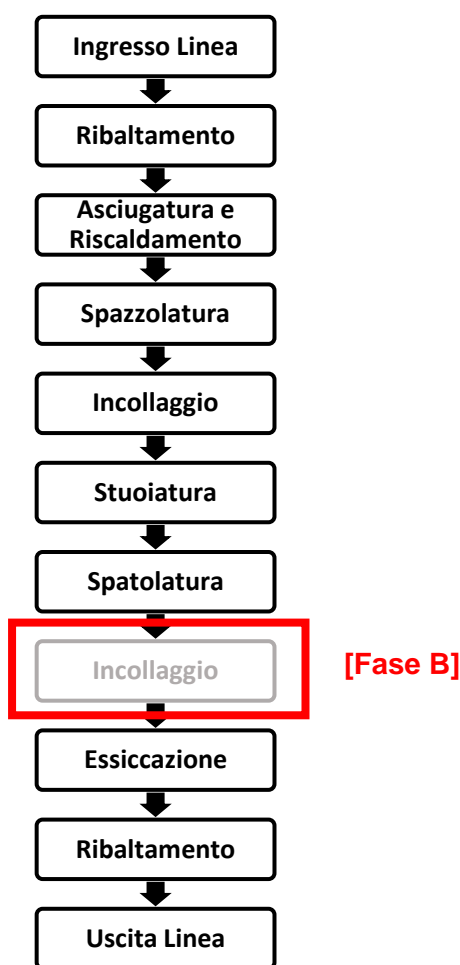 Ingresso Linea
Ribaltamento
Asciugatura e
Riscaldamento
Spazzolatura
Incollaggio
Stuoiatura
Spatolatura
Incollaggio
[Fase B]
Essiccazione
Ribaltamento
Uscita Linea